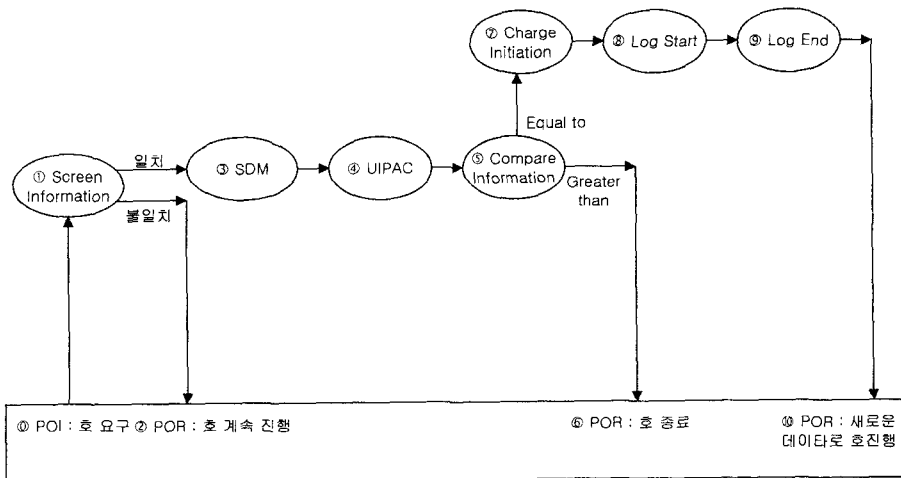 ⑦ Charge
Initiation
⑧ Log Start
⑨ Log End
Equal to
일치
① Screen
Information
불일치
③ SDM
④ UIPAC
⑤ Compare
Information
Greater
than
⓪ POI : 호 요구 ② POR : 호 계속 진행
⑥ POR : 호 종료
⑩ POR : 새로운
데이타로 호진행